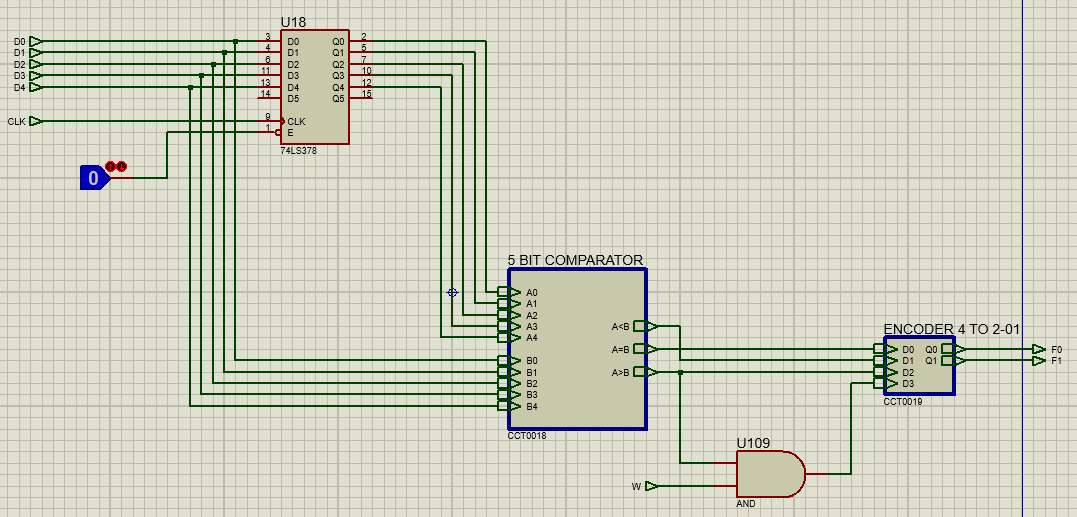 U18
D0 3 D0 Q0 2
D1 4 D1 Q1 5
D2 6 D2 Q2 7
D3 11 D3 Q3 10
D4 13 D4 Q4 12
14 D5 Q5 15
CLK 9 CLK
1 E
74LS378
0
5 BIT COMPARATOR
A0
A1
A2
A3
A4
B0
B1
B2
B3
B4
A<B
A=B
A>B
CCT0018
ENCODER 4 TO 2-01
D0 Q0 F0
D1 Q1 F1
D2
D3
CCT0019
U109
W
AND